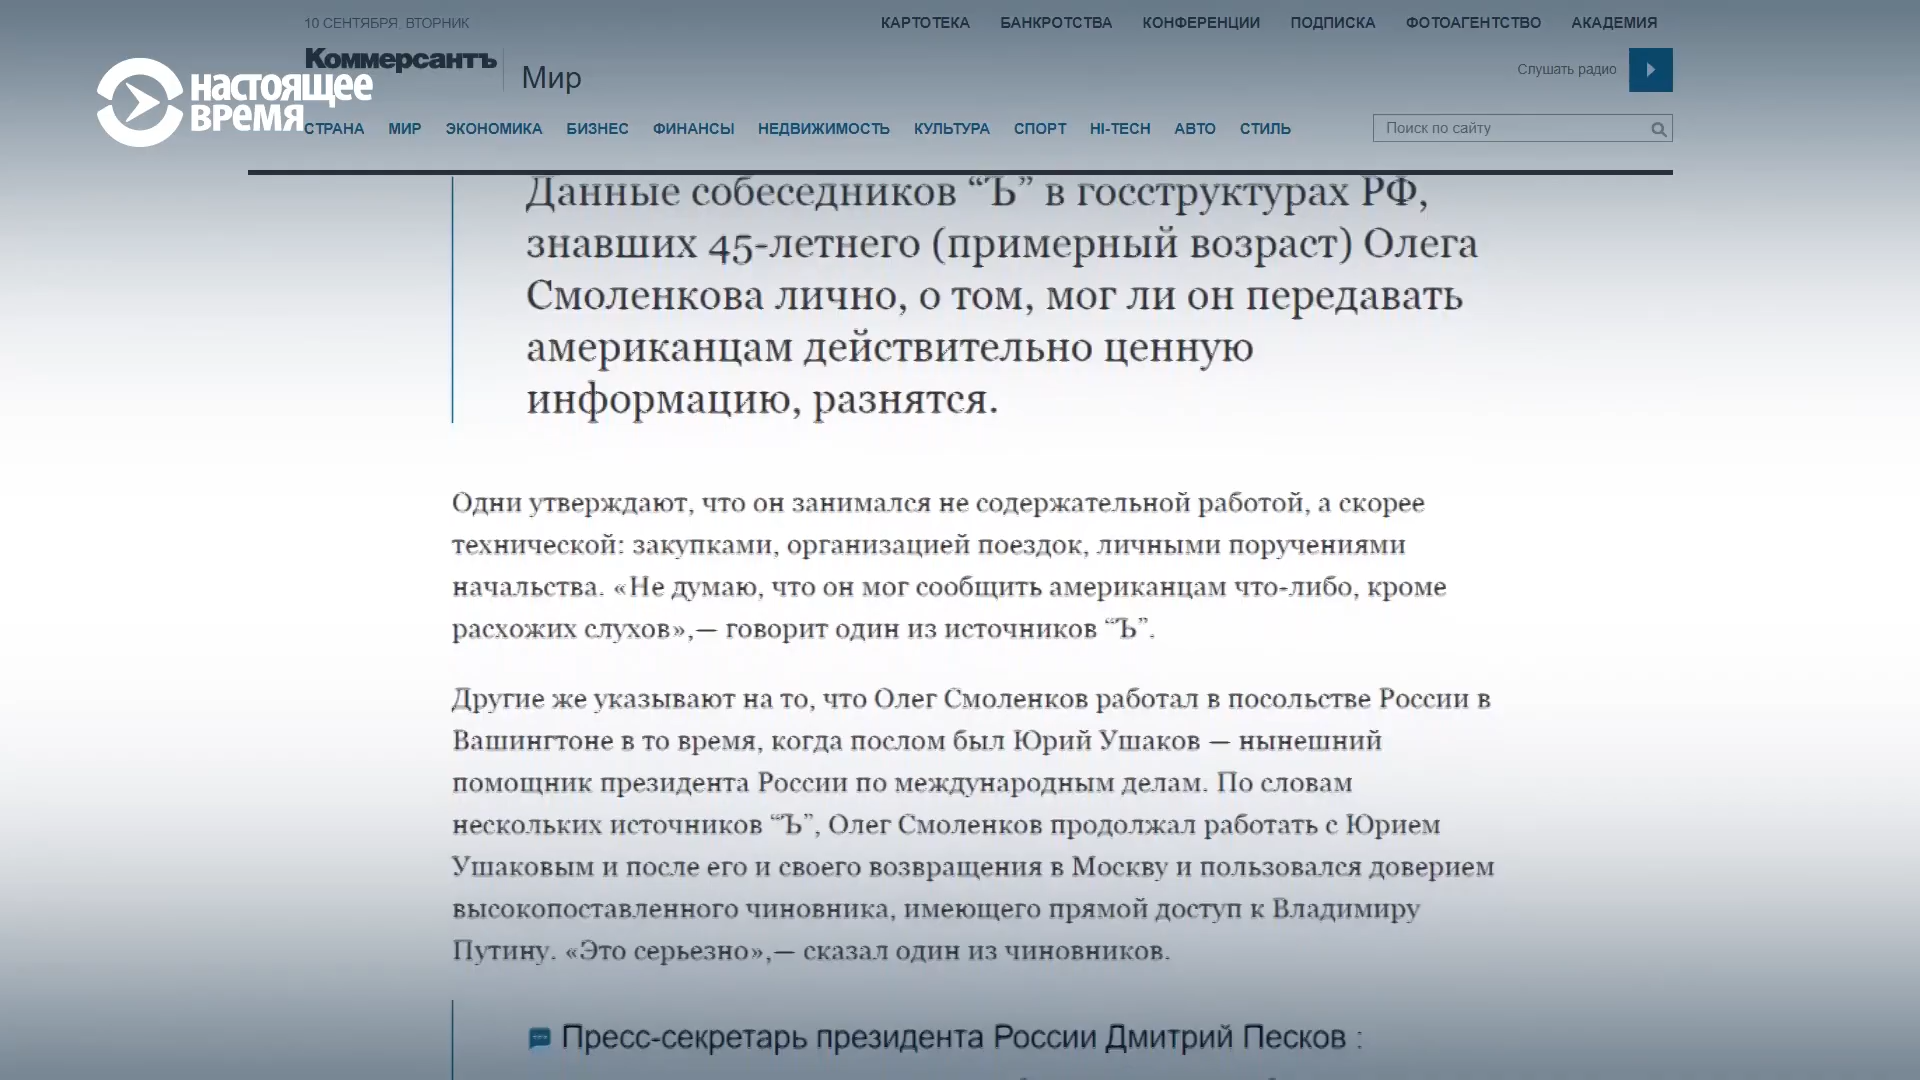 10 СЕНТЯБРЯ, ВТОРНИК
КАРТОТЕКА БАНКРОТСТВА КОНФЕРЕНЦИИ ПОДПИСКА ФОТОАГЕНТСТВО АКАДЕМИЯ
Коммерсантъ
Мир
Слушать радио
НАСТОЯЩЕЕ
ВРЕМЯ
СТРАНА МИР ЭКОНОМИКА БИЗНЕС ФИНАНСЫ НЕДВИЖИМОСТЬ КУЛЬТУРА СПОРТ HI-TECH АВТО СТИЛЬ
Поиск по сайту
Данные собеседников “Ъ” в госструктурах РФ,
знавших 45-летнего (примерный возраст) Олега
Смоленкова лично, о том, мог ли он передавать
американцам действительно ценную
информацию, разнятся.
Одни утверждают, что он занимался не содержательной работой, а скорее
технической: закупками, организацией поездок, личными поручениями
начальства. «Не думаю, что он мог сообщить американцам что-либо, кроме
расхожих слухов»,— говорит один из источников “Ъ”.
Другие же указывают на то, что Олег Смоленков работал в посольстве России в
Вашингтоне в то время, когда послом был Юрий Ушаков — нынешний
помощник президента России по международным делам. По словам
нескольких источников “Ъ”, Олег Смоленков продолжал работать с Юрием
Ушаковым и после его и своего возвращения в Москву и пользовался доверием
высокопоставленного чиновника, имеющего прямой доступ к Владимиру
Путину. «Это серьезно»,— сказал один из чиновников.
Пресс-секретарь президента России Дмитрий Песков :